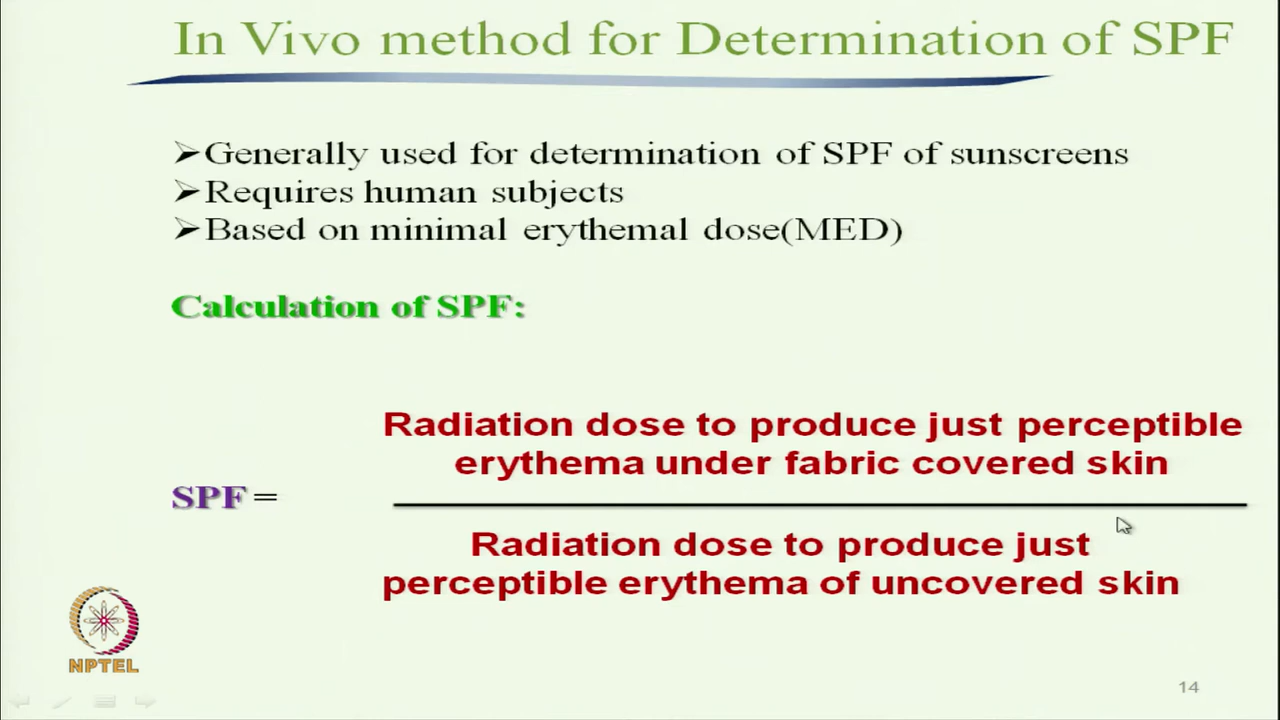 In Vivo method for Determination of SPF
➢Generally used for determination of SPF of sunscreens
➢Requires human subjects
➢Based on minimal erythemal dose(MED)
Calculation of SPF:
Radiation dose to produce just perceptible
erythema under fabric covered skin
SPF =
Radiation dose to produce just
perceptible erythema of uncovered skin
NPTEL
14